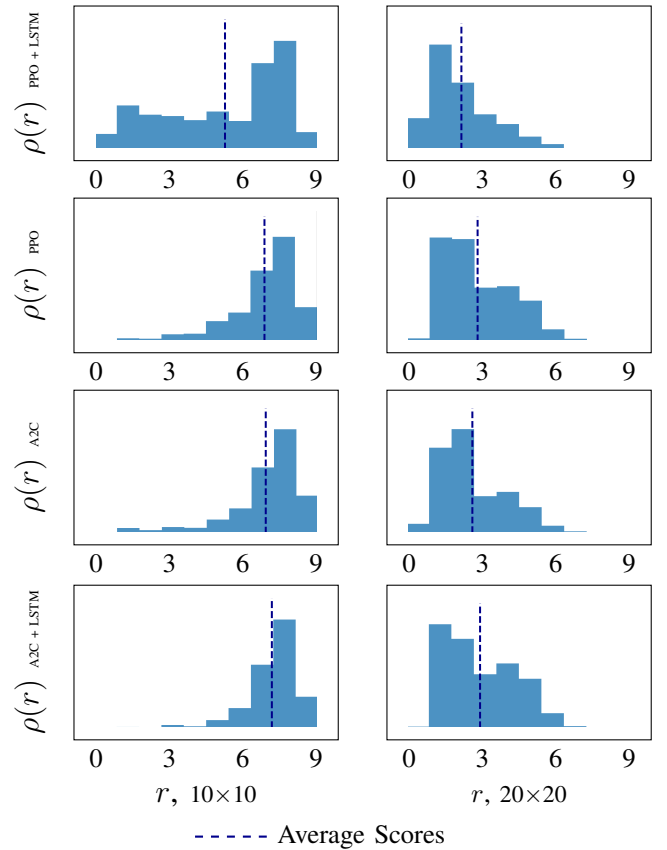 ρ(r) PPO + LSTM
0 3 6 9 0 3 6 9
ρ(r) PPO
0 3 6 9 0 3 6 9
ρ(r) A2C
0 3 6 9 0 3 6 9
ρ(r) A2C + LSTM
0 3 6 9 0 3 6 9
r, 10×10 r, 20×20
Average Scores